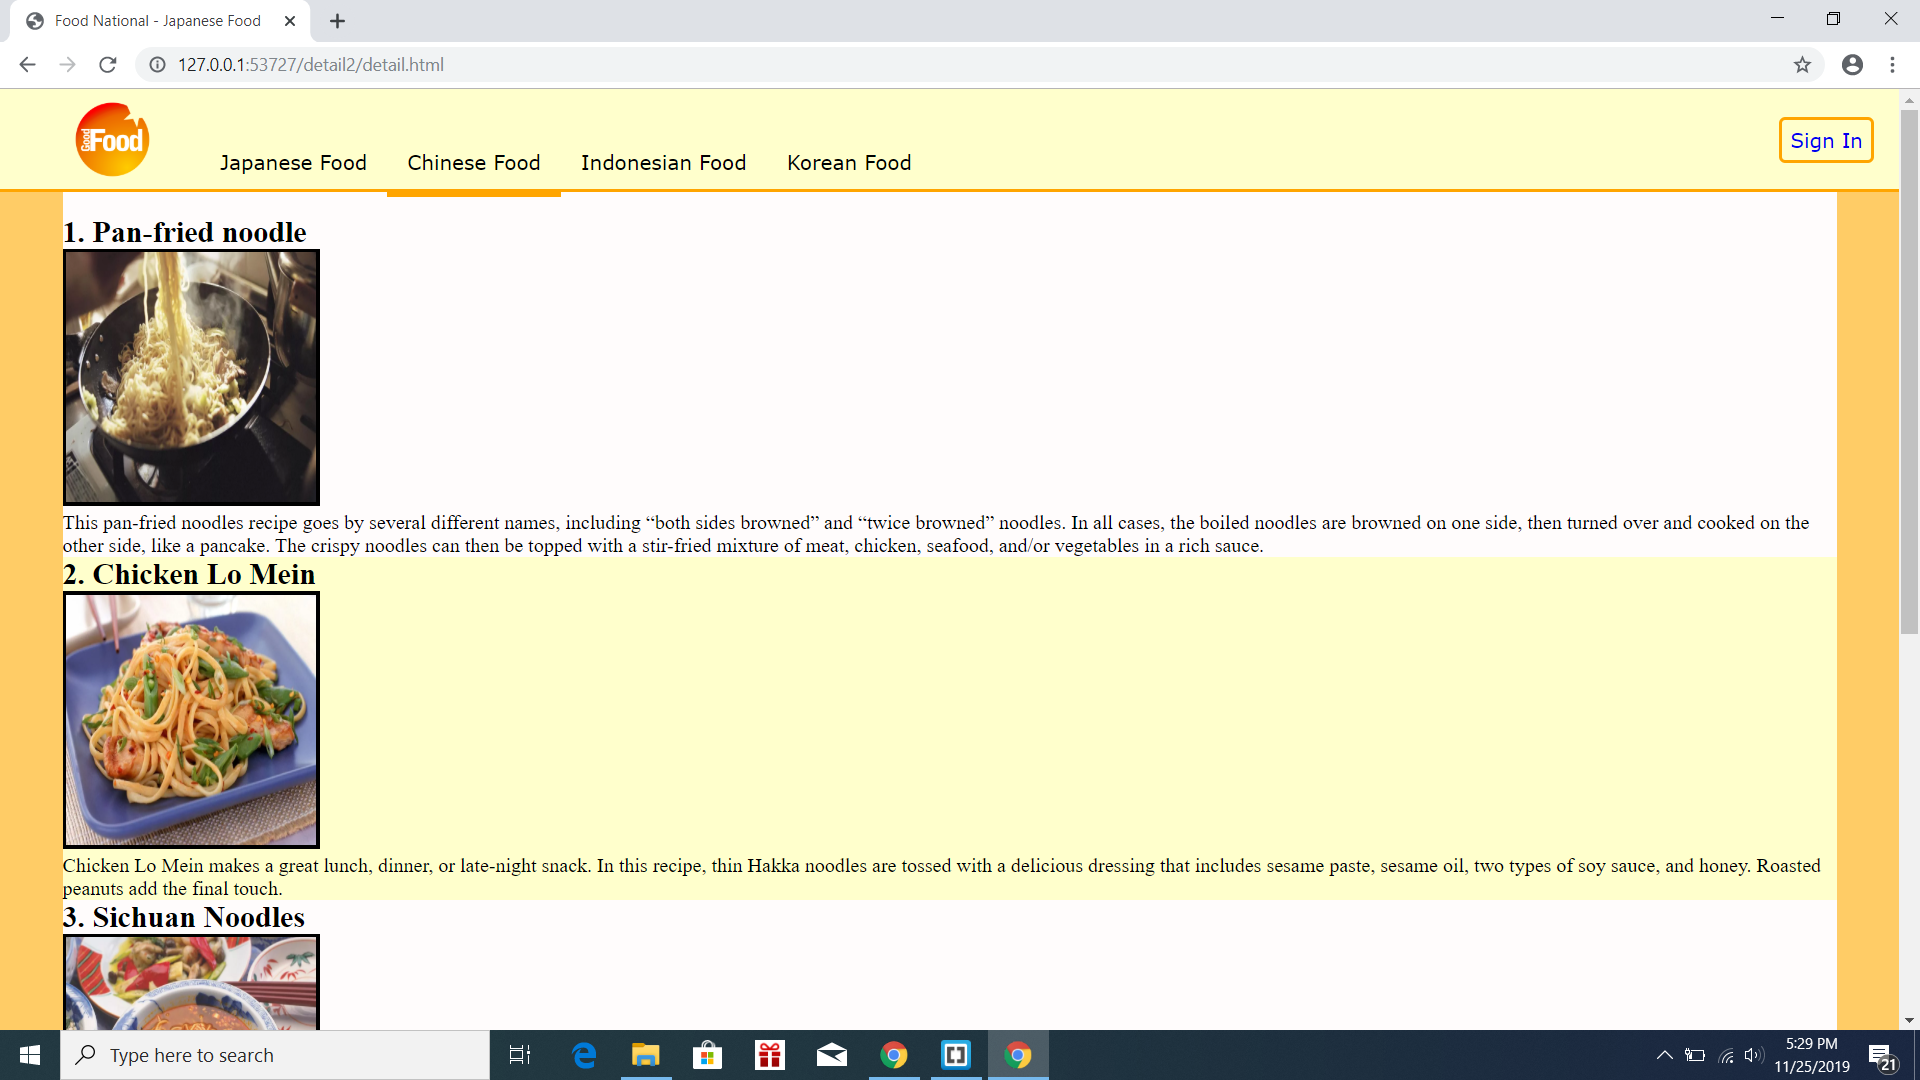 Food National - Japanese Food
127.0.0.1:53727/detail2/detail.html
Good Food
Japanese Food
Chinese Food
Indonesian Food
Korean Food
Sign In
1. Pan-fried noodle
This pan-fried noodles recipe goes by several different names, including “both sides browned” and “twice browned” noodles. In all cases, the boiled noodles are browned on one side, then turned over and cooked on the
other side, like a pancake. The crispy noodles can then be topped with a stir-fried mixture of meat, chicken, seafood, and/or vegetables in a rich sauce.
2. Chicken Lo Mein
Chicken Lo Mein makes a great lunch, dinner, or late-night snack. In this recipe, thin Hakka noodles are tossed with a delicious dressing that includes sesame paste, sesame oil, two types of soy sauce, and honey. Roasted
peanuts add the final touch.
3. Sichuan Noodles
Type here to search
5:29 PM
11/25/2019
21